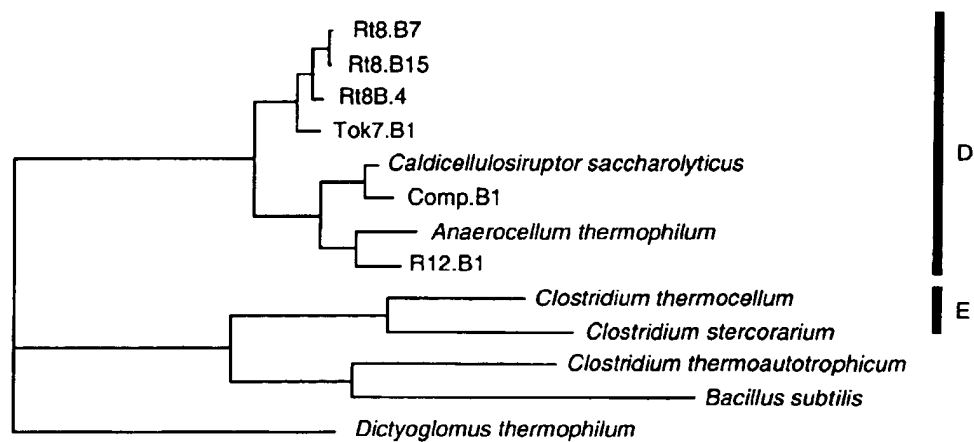 Rt8.B7
Rt8.B15
Rt8B.4
Tok7.B1
Caldicellulosiruptor saccharolyticus
D
Comp.B1
Anaerocellum thermophilum
R12.B1
Clostridium thermocellum
E
Clostridium stercorarium
Clostridium thermoautotrophicum
Bacillus subtilis
Dictyoglomus thermophilum